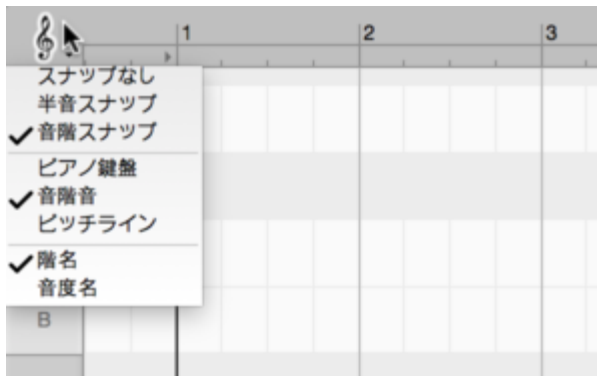 1 2 3
スナップなし
半音スナップ
音階スナップ
ピアノ鍵盤
音階音
ピッチライン
階名
音度名
B